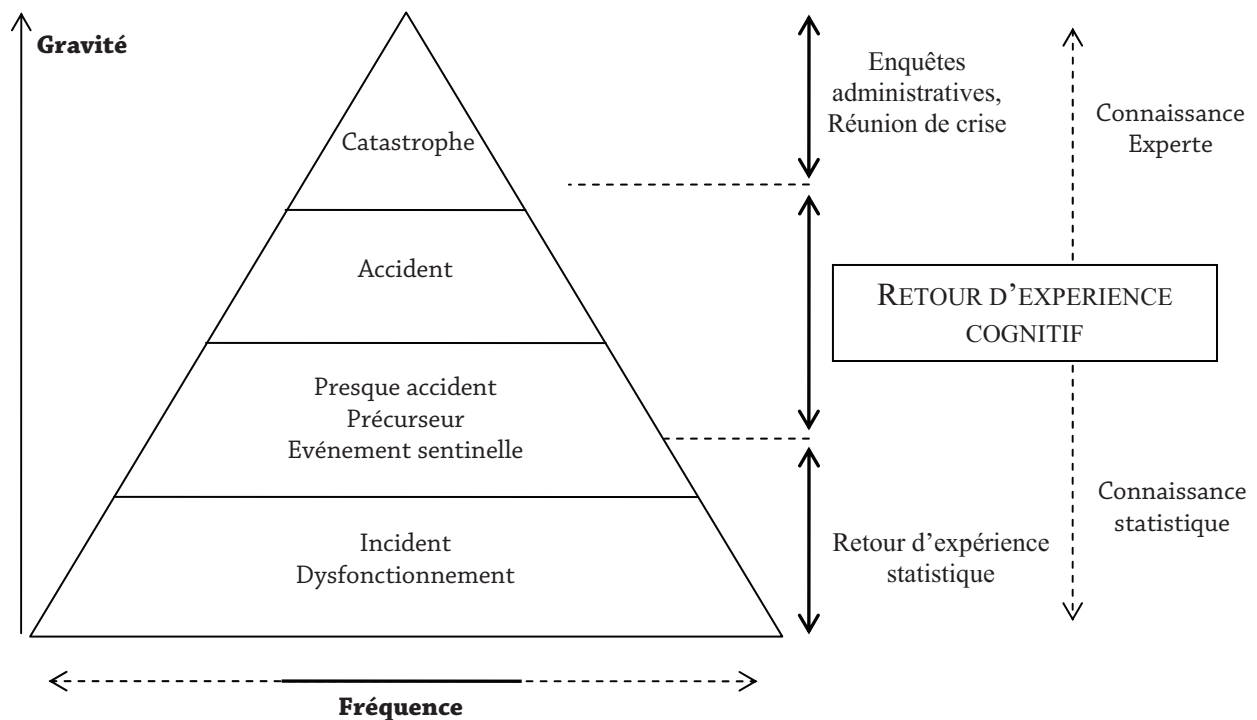 Gravité
Catastrophe
Accident
Presque accident
Précurseur
Evénement sentinelle
Incident
Dysfonctionnement
Fréquence
Enquêtes
administratives,
Réunion de crise
RETOUR D’EXPERIENCE
COGNITIF
Retour d’expérience
statistique
Connaissance
Experte
Connaissance
statistique